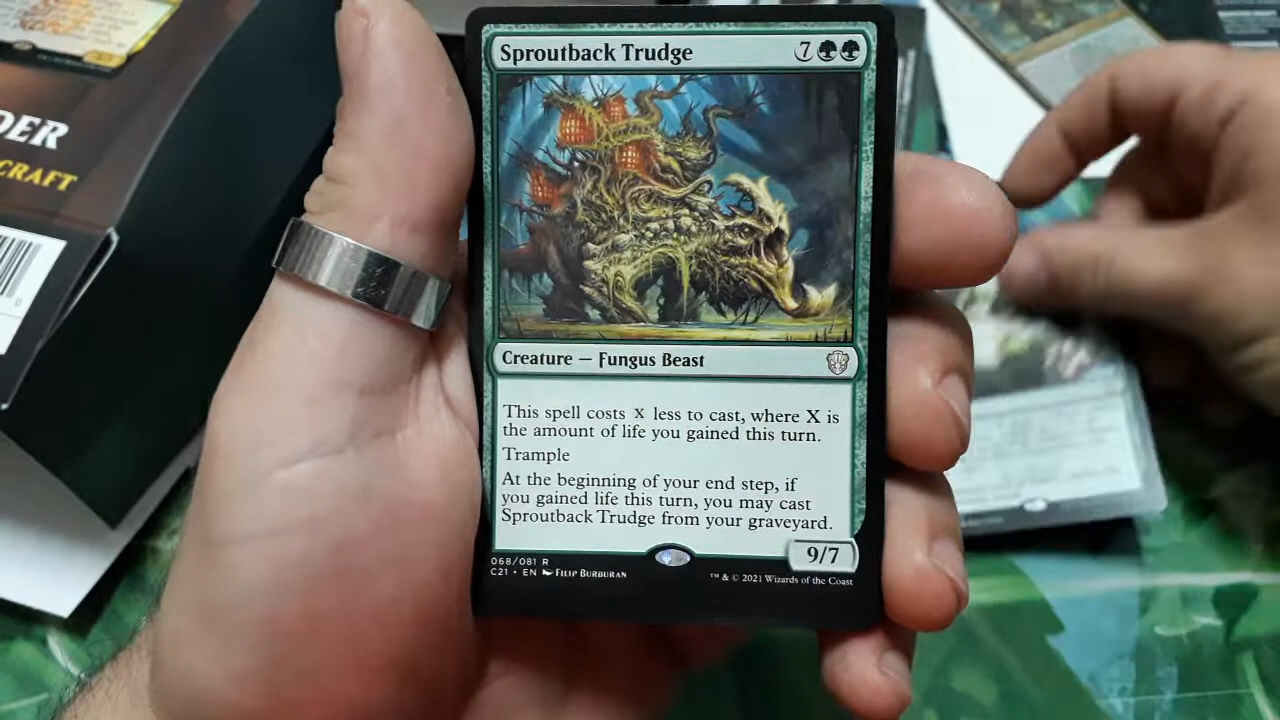 DER
CRAFT
Sproutback Trudge 7
Creature — Fungus Beast
This spell costs X less to cast, where X is
the amount of life you gained this turn.
Trample
At the beginning of your end step, if
you gained life this turn, you may cast
Sproutback Trudge from your graveyard.
9/7
068/081 R
C21 • EN Filip Burburan
™ & © 2021 Wizards of the Coast